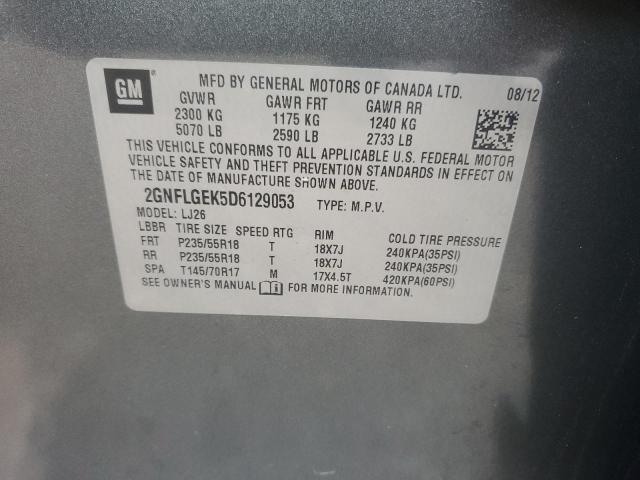 GM
MFD BY GENERAL MOTORS OF CANADA LTD. 08/12
GVWR GAWR FRT GAWR RR
2300 KG 1175 KG 1240 KG
5070 LB 2590 LB 2733 LB
THIS VEHICLE CONFORMS TO ALL APPLICABLE U.S. FEDERAL MOTOR
VEHICLE SAFETY AND THEFT PREVENTION STANDARDS IN EFFECT ON
THE DATE OF MANUFACTURE SHOWN ABOVE.
2GNFLGEK5D6129053 TYPE: M.P.V.
MODEL: LJ26
LBBR TIRE SIZE SPEED RTG RIM COLD TIRE PRESSURE
FRT P235/55R18 T 18X7J 240KPA(35PSI)
RR P235/55R18 T 18X7J 240KPA(35PSI)
SPA T145/70R17 M 17X4.5T 420KPA(60PSI)
SEE OWNER'S MANUAL FOR MORE INFORMATION.